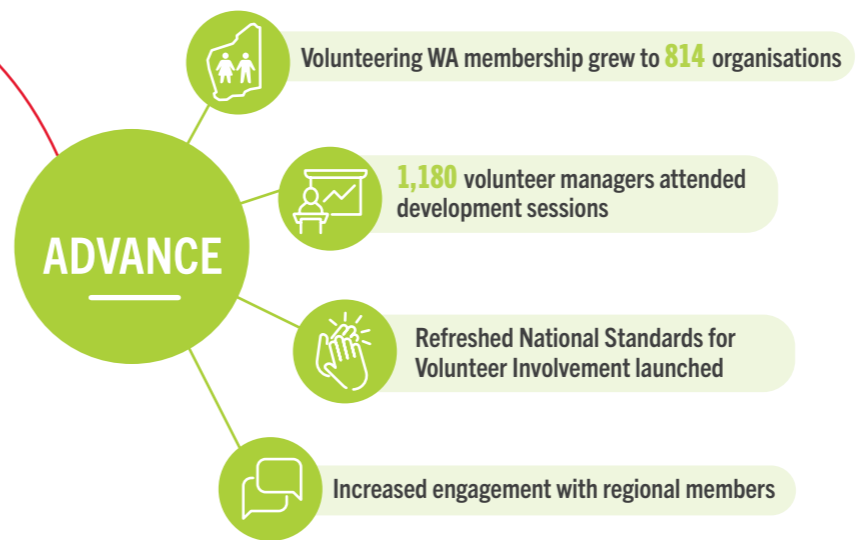 Volunteering WA membership grew to 814 organisations
1,180 volunteer managers attended
development sessions
ADVANCE
Refreshed National Standards for
Volunteer Involvement launched
Increased engagement with regional members